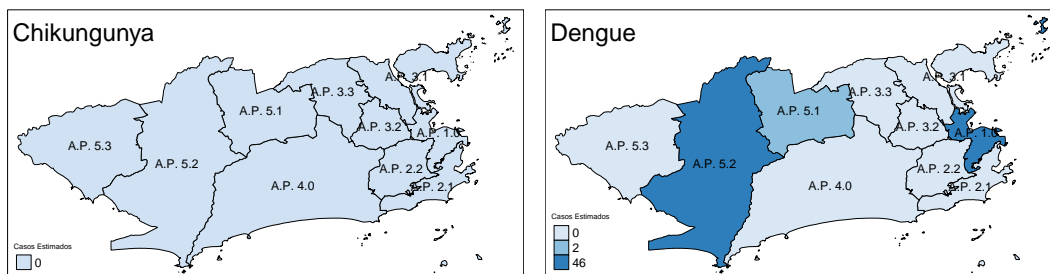 Chikungunya
A.P. 3.1
A.P. 3.3
A.P. 5.1
A.P. 3.2
A.P. 1.0
A.P. 5.3
A.P. 5.2
A.P. 2.2
A.P. 4.0
A.P. 2.1
Casos Estimados
0
Dengue
A.P. 3.1
A.P. 3.3
A.P. 5.1
A.P. 3.2
A.P. 1.0
A.P. 5.3
A.P. 5.2
A.P. 2.2
A.P. 4.0
A.P. 2.1
Casos Estimados
0
2
46